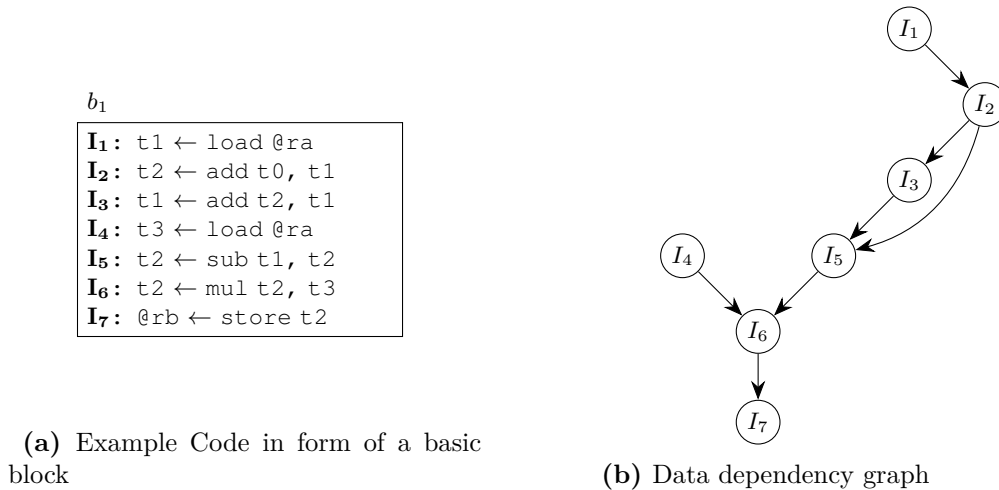 b₁
I₁: t1 ← load @ra
I₂: t2 ← add t0, t1
I₃: t1 ← add t2, t1
I₄: t3 ← load @ra
I₅: t2 ← sub t1, t2
I₆: t2 ← mul t2, t3
I₇: @rb ← store t2
(a) Example Code in form of a basic
block
I₁
I₂
I₃
I₄
I₅
I₆
I₇
(b) Data dependency graph